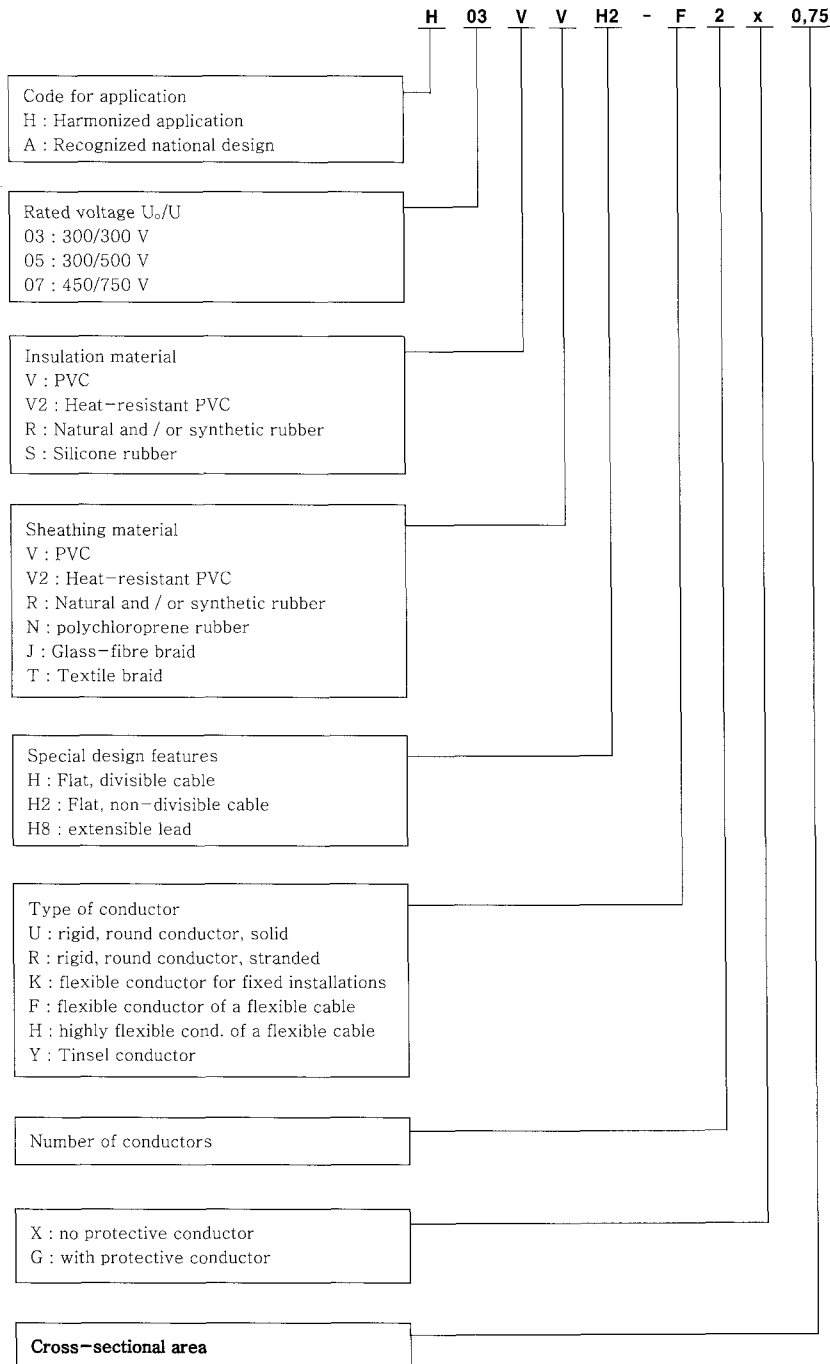 H 03 V V H2 - F 2 x 0,75
Code for application
H : Harmonized application
A : Recognized national design
Rated voltage U₀/U
03 : 300/300 V
05 : 300/500 V
07 : 450/750 V
Insulation material
V : PVC
V2 : Heat-resistant PVC
R : Natural and / or synthetic rubber
S : Silicone rubber
Sheathing material
V : PVC
V2 : Heat-resistant PVC
R : Natural and / or synthetic rubber
N : polychloroprene rubber
J : Glass-fibre braid
T : Textile braid
Special design features
H : Flat, divisible cable
H2 : Flat, non-divisible cable
H8 : extensible lead
Type of conductor
U : rigid, round conductor, solid
R : rigid, round conductor, stranded
K : flexible conductor for fixed installations
F : flexible conductor of a flexible cable
H : highly flexible cond. of a flexible cable
Y : Tinsel conductor
Number of conductors
X : no protective conductor
G : with protective conductor
Cross-sectional area